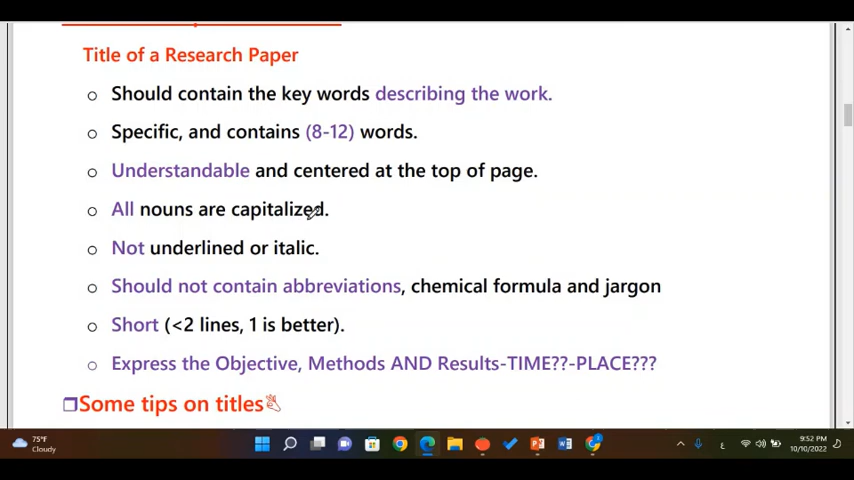 Title of a Research Paper
Should contain the key words describing the work.
Specific, and contains (8-12) words.
Understandable and centered at the top of page.
All nouns are capitalized.
Not underlined or italic.
Should not contain abbreviations, chemical formula and jargon
Short (<2 lines, 1 is better).
Express the Objective, Methods AND Results-TIME??-PLACE???
Some tips on titles
75°F
Cloudy
ع
9:52 PM
10/10/2022